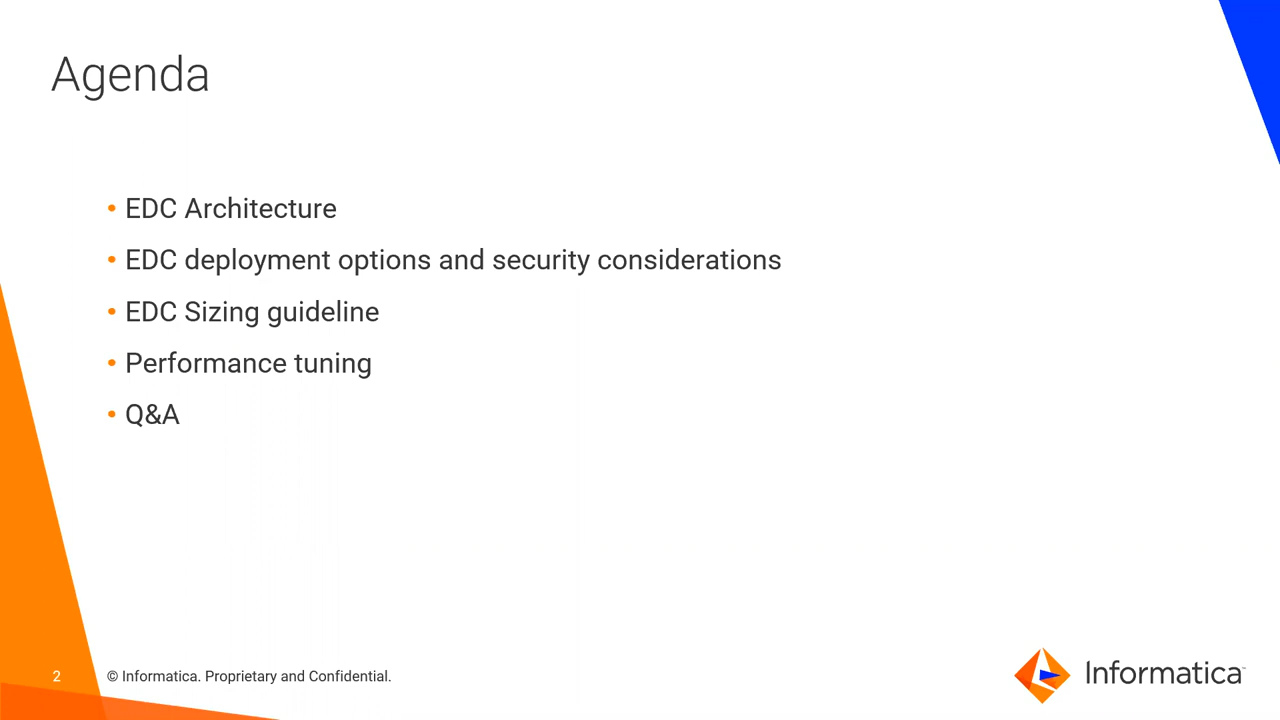 Agenda
• EDC Architecture
• EDC deployment options and security considerations
• EDC Sizing guideline
• Performance tuning
• Q&A
2
© Informatica. Proprietary and Confidential.
Informatica™